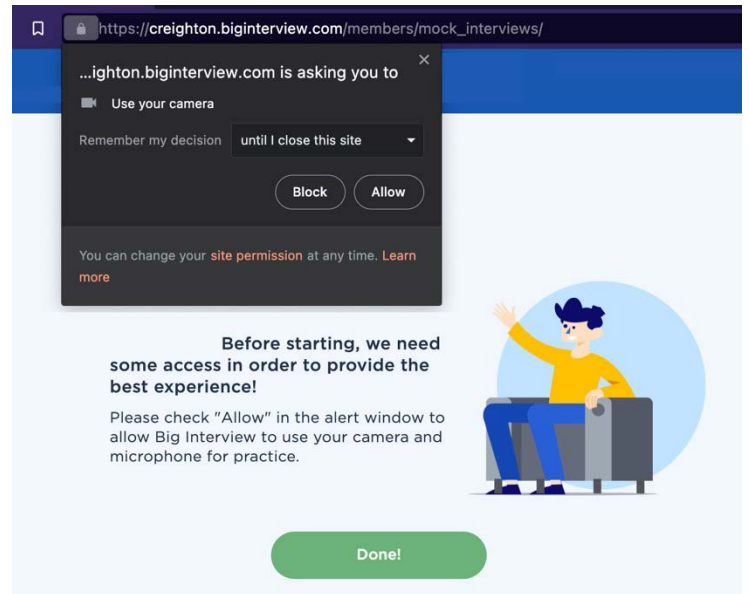 https://creighton.biginterview.com/members/mock_interviews/
...ighton.biginterview.com is asking you to
Use your camera
Remember my decision until I close this site
Block Allow
You can change your site permission at any time. Learn
more
Before starting, we need
some access in order to provide the
best experience!
Please check "Allow" in the alert window to
allow Big Interview to use your camera and
microphone for practice.
Done!